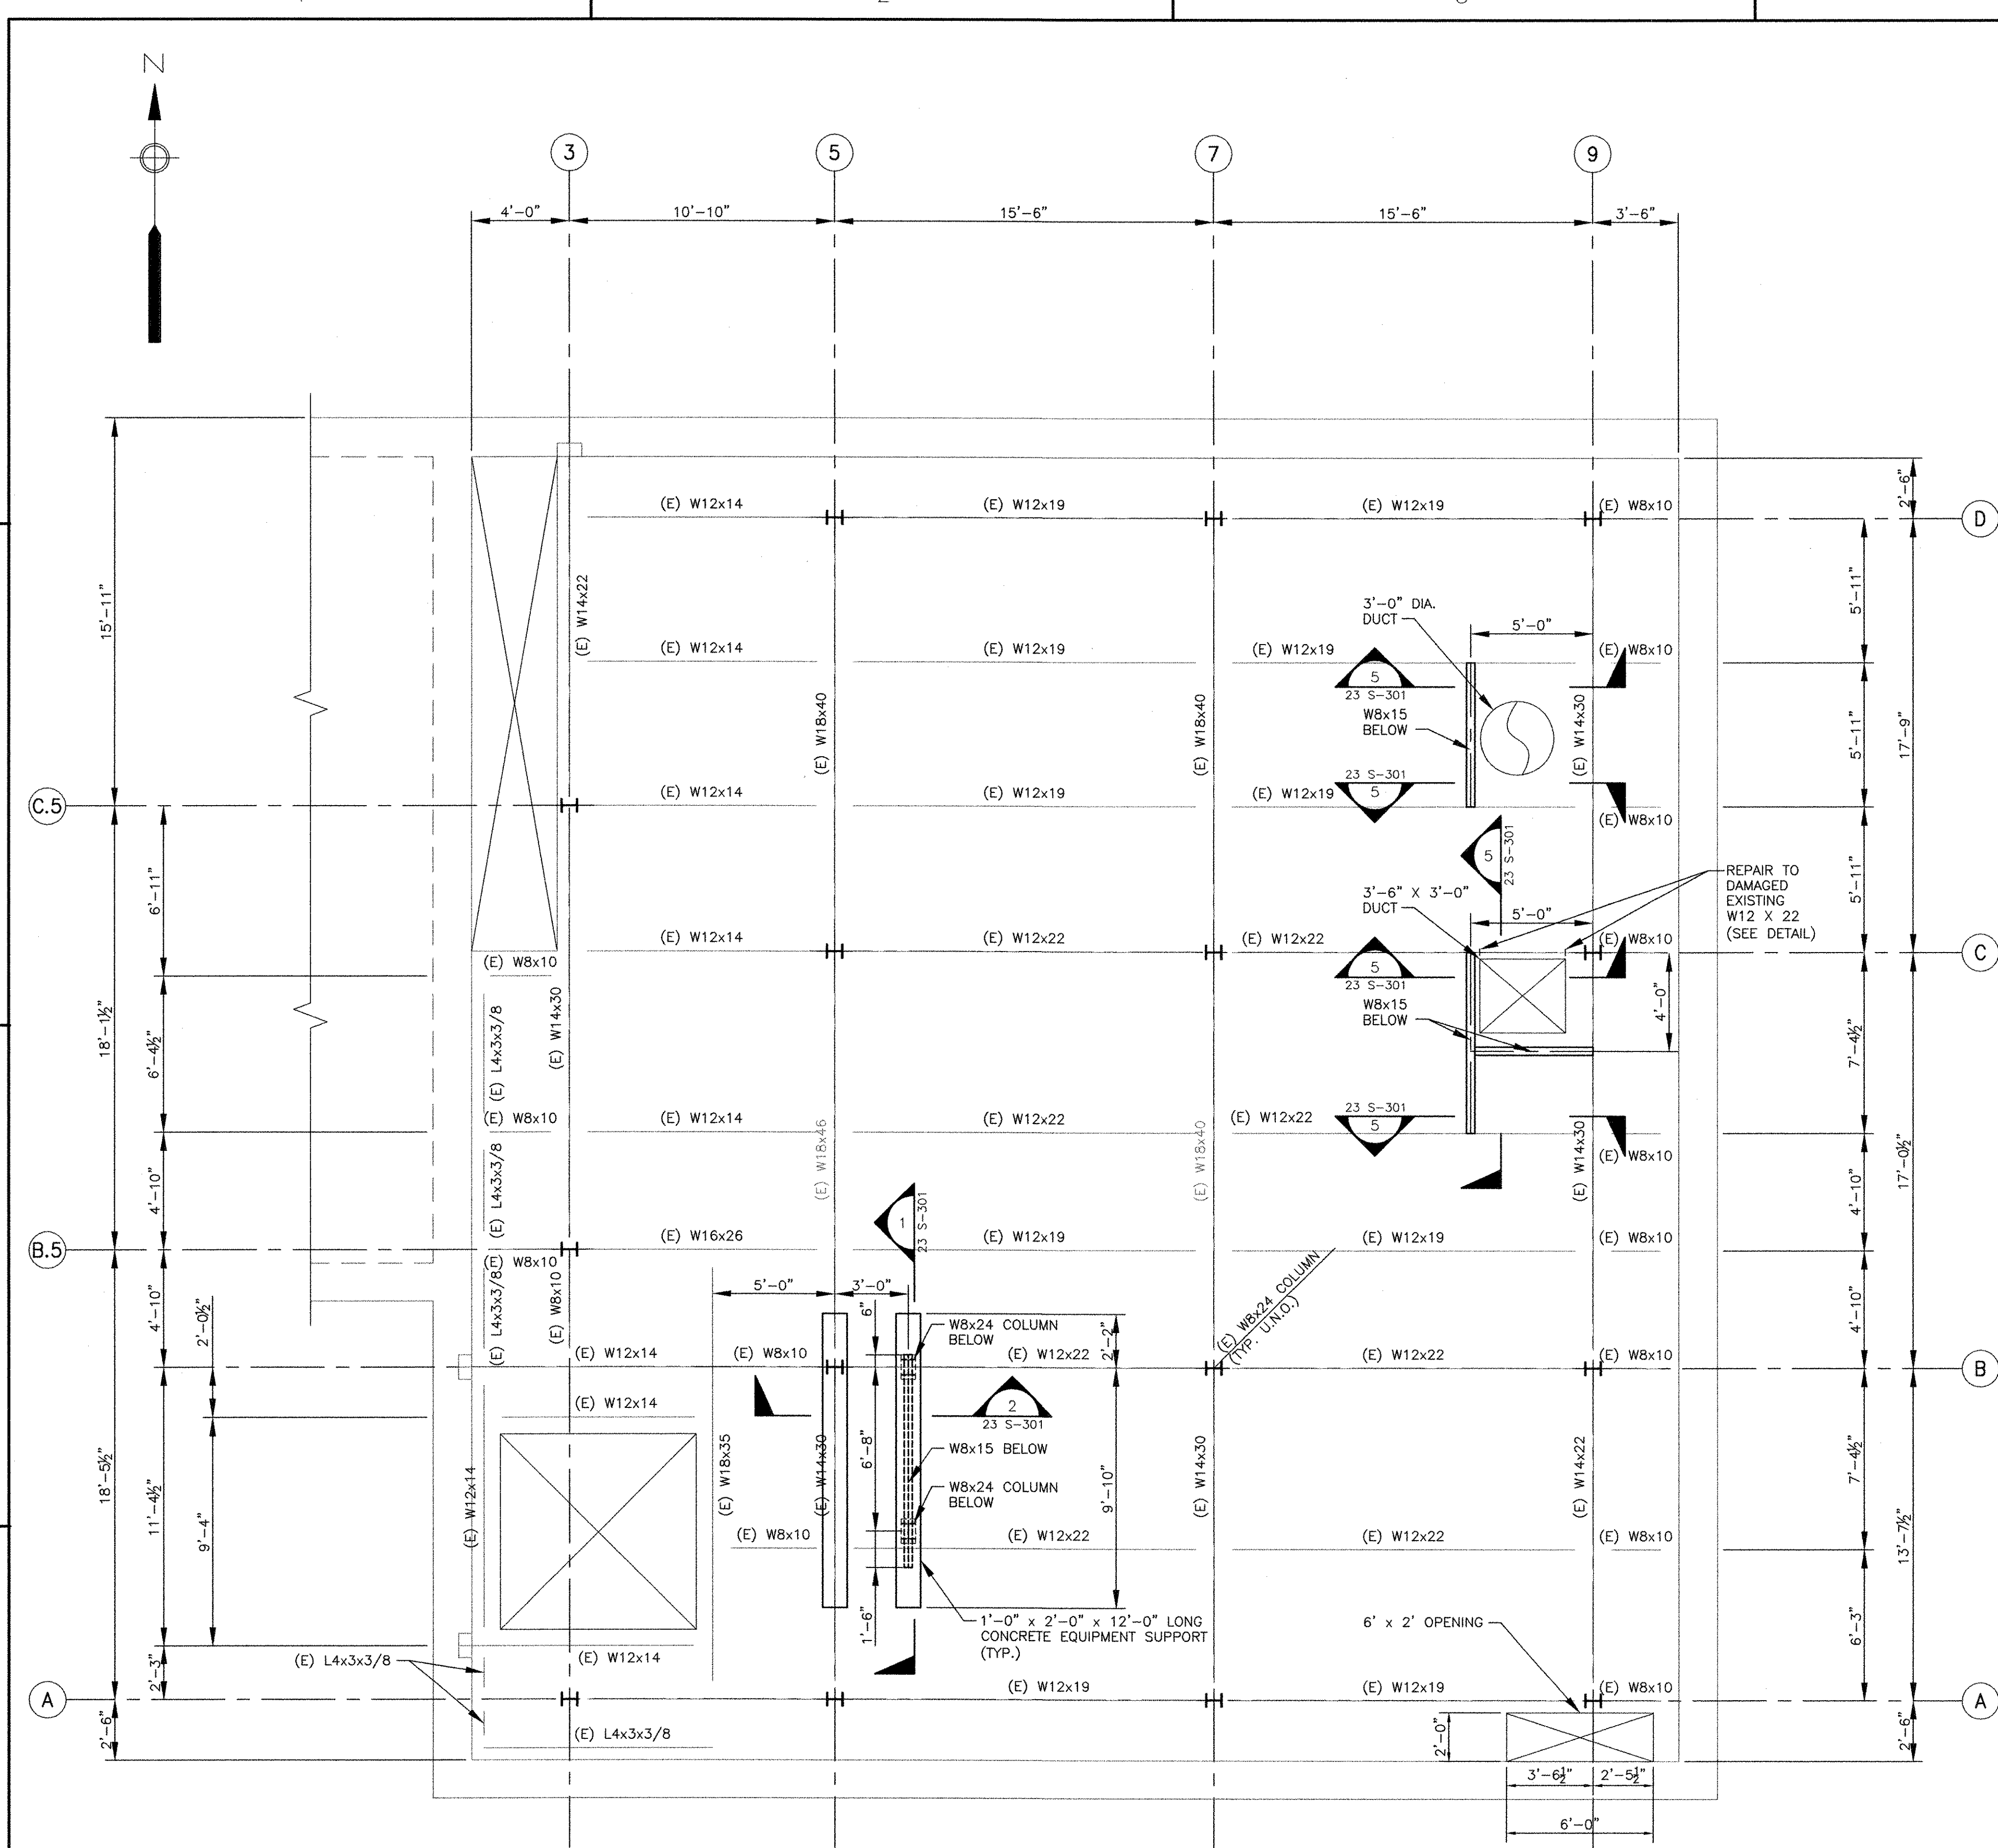 N
3
5
7
9
4'-0"
10'-10"
15'-6"
15'-6"
3'-6"
(E) W12x14
(E) W12x19
(E) W12x19
(E) W8x10
2'-6"
D
15'-11"
(E) W14x22
3'-0" DIA.
DUCT
5'-0"
5'-11"
(E) W12x14
(E) W12x19
(E) W12x19
(E) W8x10
5
23 S-301
W8x15
BELOW
(E) W18x40
(E) W18x40
(E) W14x30
5'-11"
17'-9"
23 S-301
5
C.5
(E) W12x14
(E) W12x19
(E) W12x19
(E) W8x10
5
23 S-301
6'-11"
3'-6" X 3'-0"
DUCT
5'-0"
REPAIR TO
DAMAGED
EXISTING
W12 X 22
(SEE DETAIL)
5'-11"
(E) W12x14
(E) W12x22
(E) W12x22
(E) W8x10
C
(E) W8x10
5
23 S-301
W8x15
BELOW
4'-0"
(E) L4x3x3/8
(E) W14x30
18'-1½"
6'-4½"
7'-4½"
(E) W8x10
(E) W12x14
(E) W12x22
(E) W12x22
23 S-301
5
(E) W8x10
(E) W18x46
(E) W18x40
(E) W14x30
4'-10"
(E) L4x3x3/8
4'-10"
17'-0½"
1
23 S-301
B.5
(E) W8x10
(E) W16x26
(E) W12x19
(E) W12x19
(E) W8x10
5'-0"
3'-0"
4'-10"
2'-0½"
(E) L4x3x3/8
(E) W8x10
6"
W8x24 COLUMN
BELOW
2'-2"
(E) W8x24 COLUMN
(TYP. U.N.O.)
4'-10"
(E) W12x14
(E) W8x10
(E) W12x22
(E) W12x22
(E) W8x10
B
(E) W12x14
2
23 S-301
18'-5½"
11'-4½"
9'-4"
(E) W12x14
(E) W18x35
(E) W14x30
6'-8"
W8x15 BELOW
W8x24 COLUMN
BELOW
9'-10"
(E) W14x30
(E) W14x22
7'-4½"
13'-7½"
(E) W8x10
(E) W12x22
(E) W12x22
(E) W8x10
1'-6"
1'-0" x 2'-0" x 12'-0" LONG
CONCRETE EQUIPMENT SUPPORT
(TYP.)
6' x 2' OPENING
6'-3"
2'-3"
(E) L4x3x3/8
(E) W12x14
A
(E) W12x19
(E) W12x19
(E) W8x10
A
2'-6"
(E) L4x3x3/8
2'-0"
2'-6"
3'-6½"
2'-5½"
6'-0"